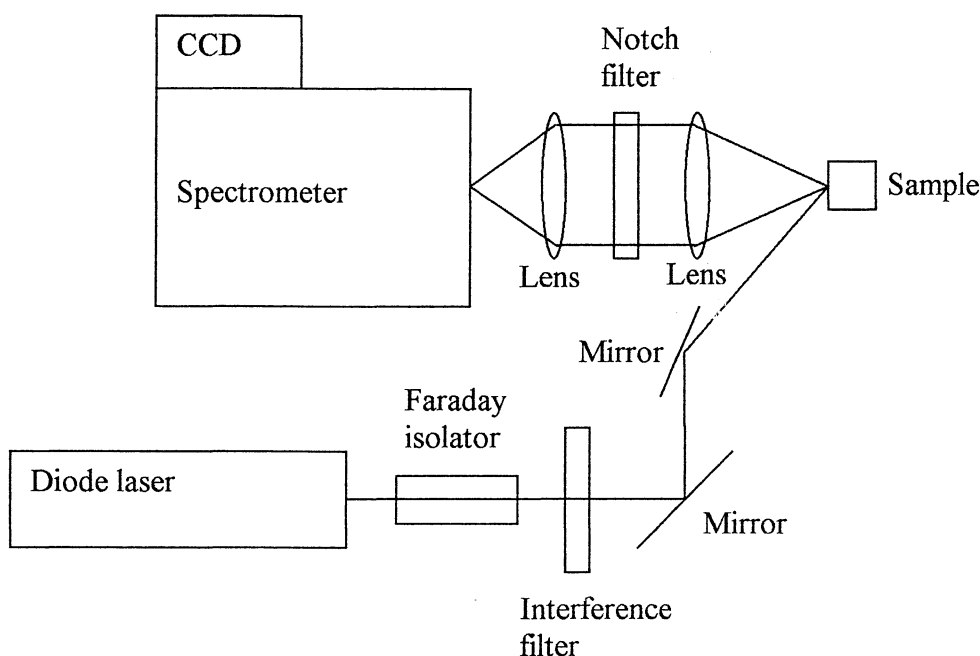 CCD
Notch
filter
Spectrometer
Sample
Lens
Lens
Mirror
Faraday
isolator
Diode laser
Mirror
Interference
filter